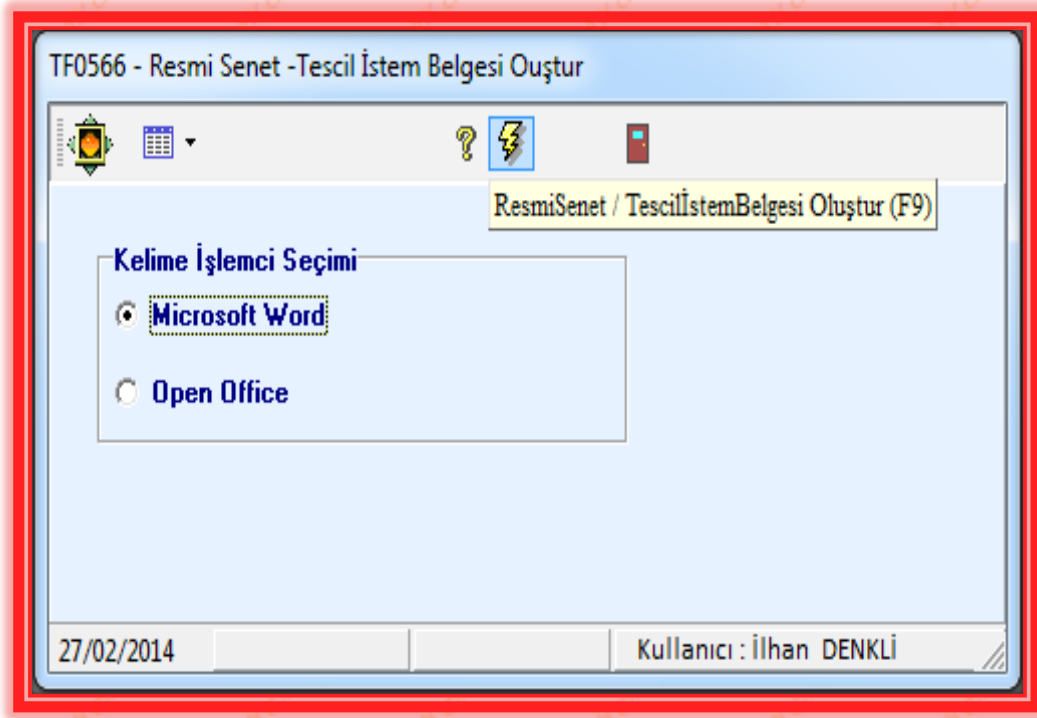 TF0566 - Resmi Senet -Tescil İstem Belgesi Ouştur
ResmiSenet / TescilİstemBelgesi Oluştur (F9)
Kelime İşlemci Seçimi
Microsoft Word
Open Office
27/02/2014
Kullanıcı : İlhan DENKLİ